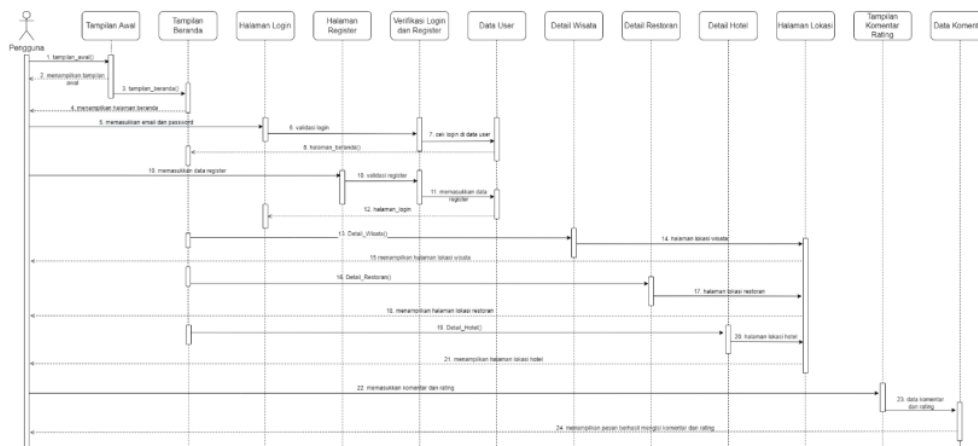 Pengguna
Tampilan Awal
Tampilan
Beranda
Halaman Login
Halaman
Register
Verifikasi Login
dan Register
Data User
Detail Wisata
Detail Restoran
Detail Hotel
Halaman Lokasi
Tampilan
Komentar
Rating
Data Koment
1. tampilan_awal()
2. menampilkan tampilan
awal
3. tampilan_beranda()
4. menampilkan halaman beranda
5. memasukkan email dan password
6. validasi login
7. cek login di data user
8. halaman_beranda()
10. memasukkan data register
10. validasi register
11. memasukkan data
register
12. halaman_login
13. Detail_Wisata()
14. halaman lokasi wisata
15 menampilkan halaman lokasi wisata
16. Detail_Restoran()
17. halaman lokasi restoran
18. menampilkan halaman lokasi restoran
19. Detail_Hotel()
20. halaman lokasi hotel
21. menampilkan halaman lokasi hotel
22. memasukkan komentar dan rating
23. data komentar
dan rating
24. menampilkan pesan berhasil mengisi komentar dan rating